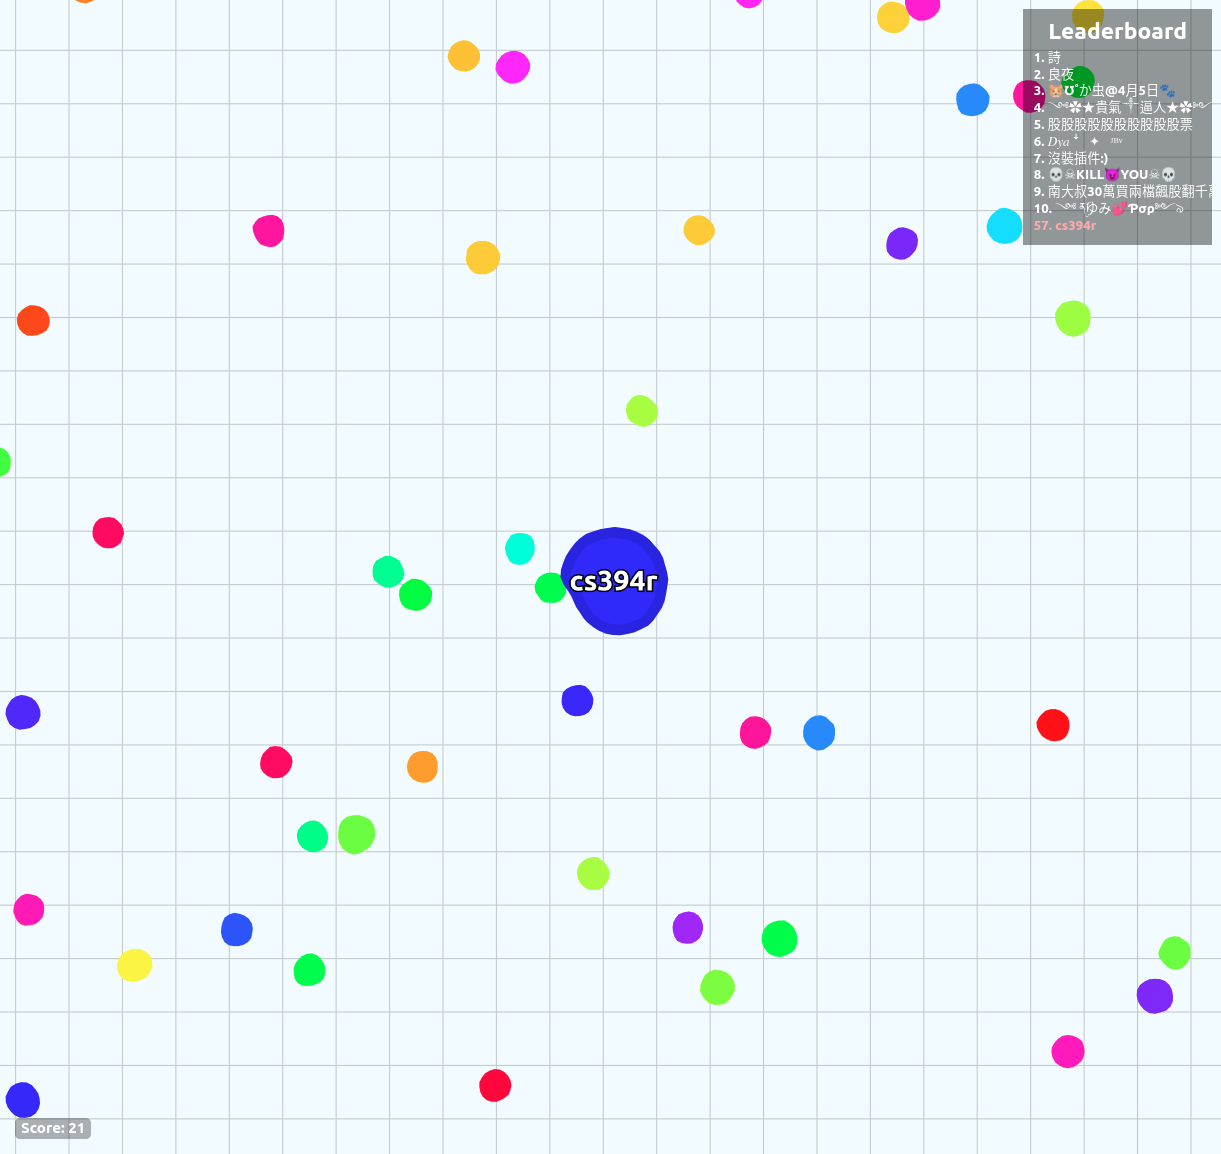 Leaderboard
1. 詩
2. 良夜
3. 🐹℧°か虫@4月5日🐾
4. ༺✿★貴氣༒逼人★✿༻
5. 股股股股股股股股股股票
6. 𝐷𝑦𝑎 ⸸ ✦ ᴶᴮᵛ
7. 沒裝插件:)
8. 💀☠KILL😈YOU☠💀
9. 南大叔30萬買兩檔飆股翻千
10. ゆみ💕Ƥσρ
57. cs394r
cs394r
Score: 21